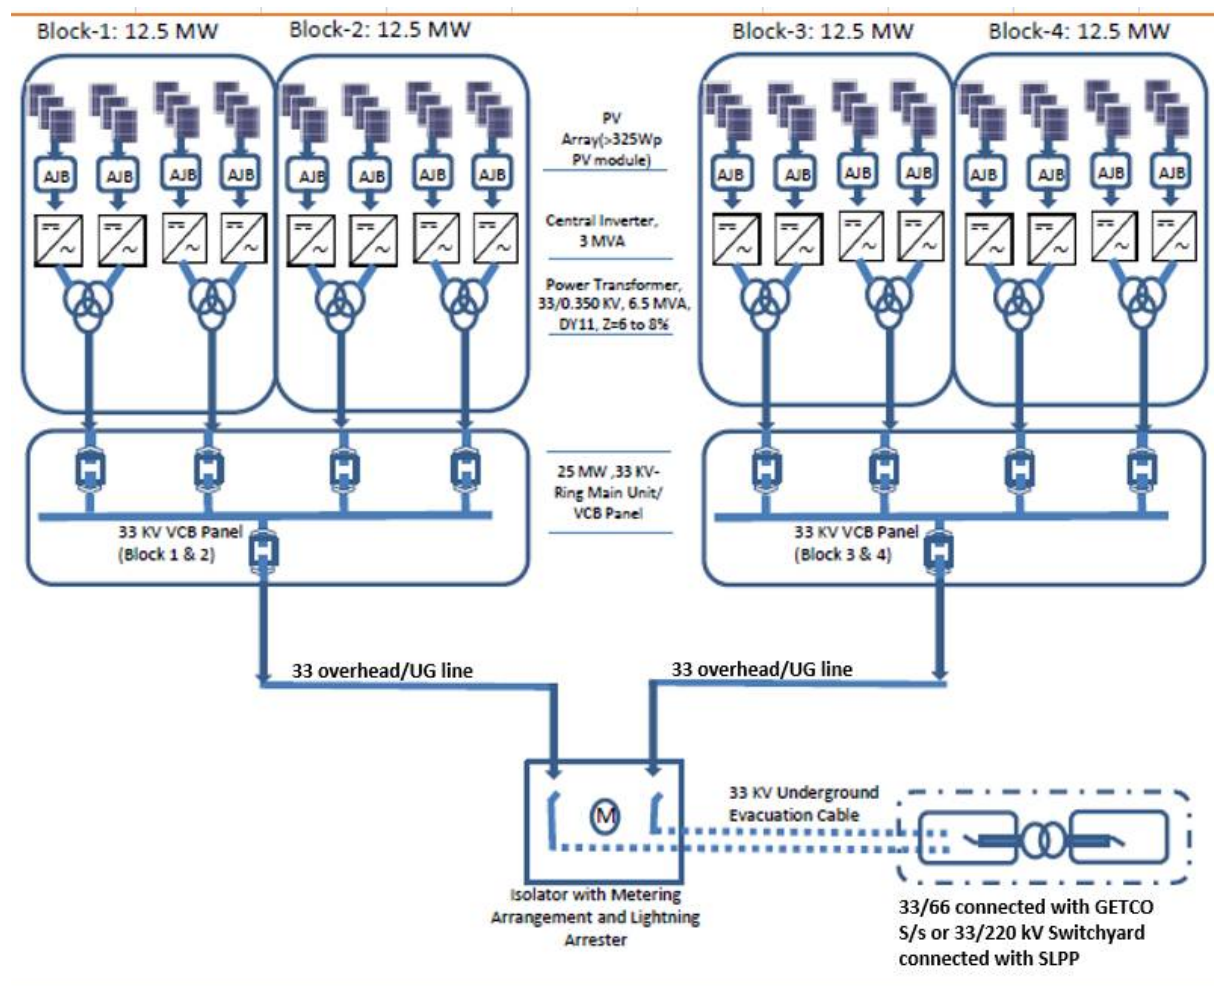 Block-1: 12.5 MW
Block-2: 12.5 MW
Block-3: 12.5 MW
Block-4: 12.5 MW
PV
Array(>325Wp
PV module)
AJB AJB AJB AJB AJB AJB AJB AJB
AJB AJB AJB AJB AJB AJB AJB AJB
Central Inverter,
3 MVA
Power Transformer,
33/0.350 KV, 6.5 MVA,
DY11, Z=6 to 8%
25 MW ,33 KV-
Ring Main Unit/
VCB Panel
33 KV VCB Panel
(Block 1 & 2)
33 KV VCB Panel
(Block 3 & 4)
33 overhead/UG line
33 overhead/UG line
M
33 KV Underground
Evacuation Cable
Isolator with Metering
Arrangement and Lightning
Arrester
33/66 connected with GETCO
S/s or 33/220 kV Switchyard
connected with SLPP